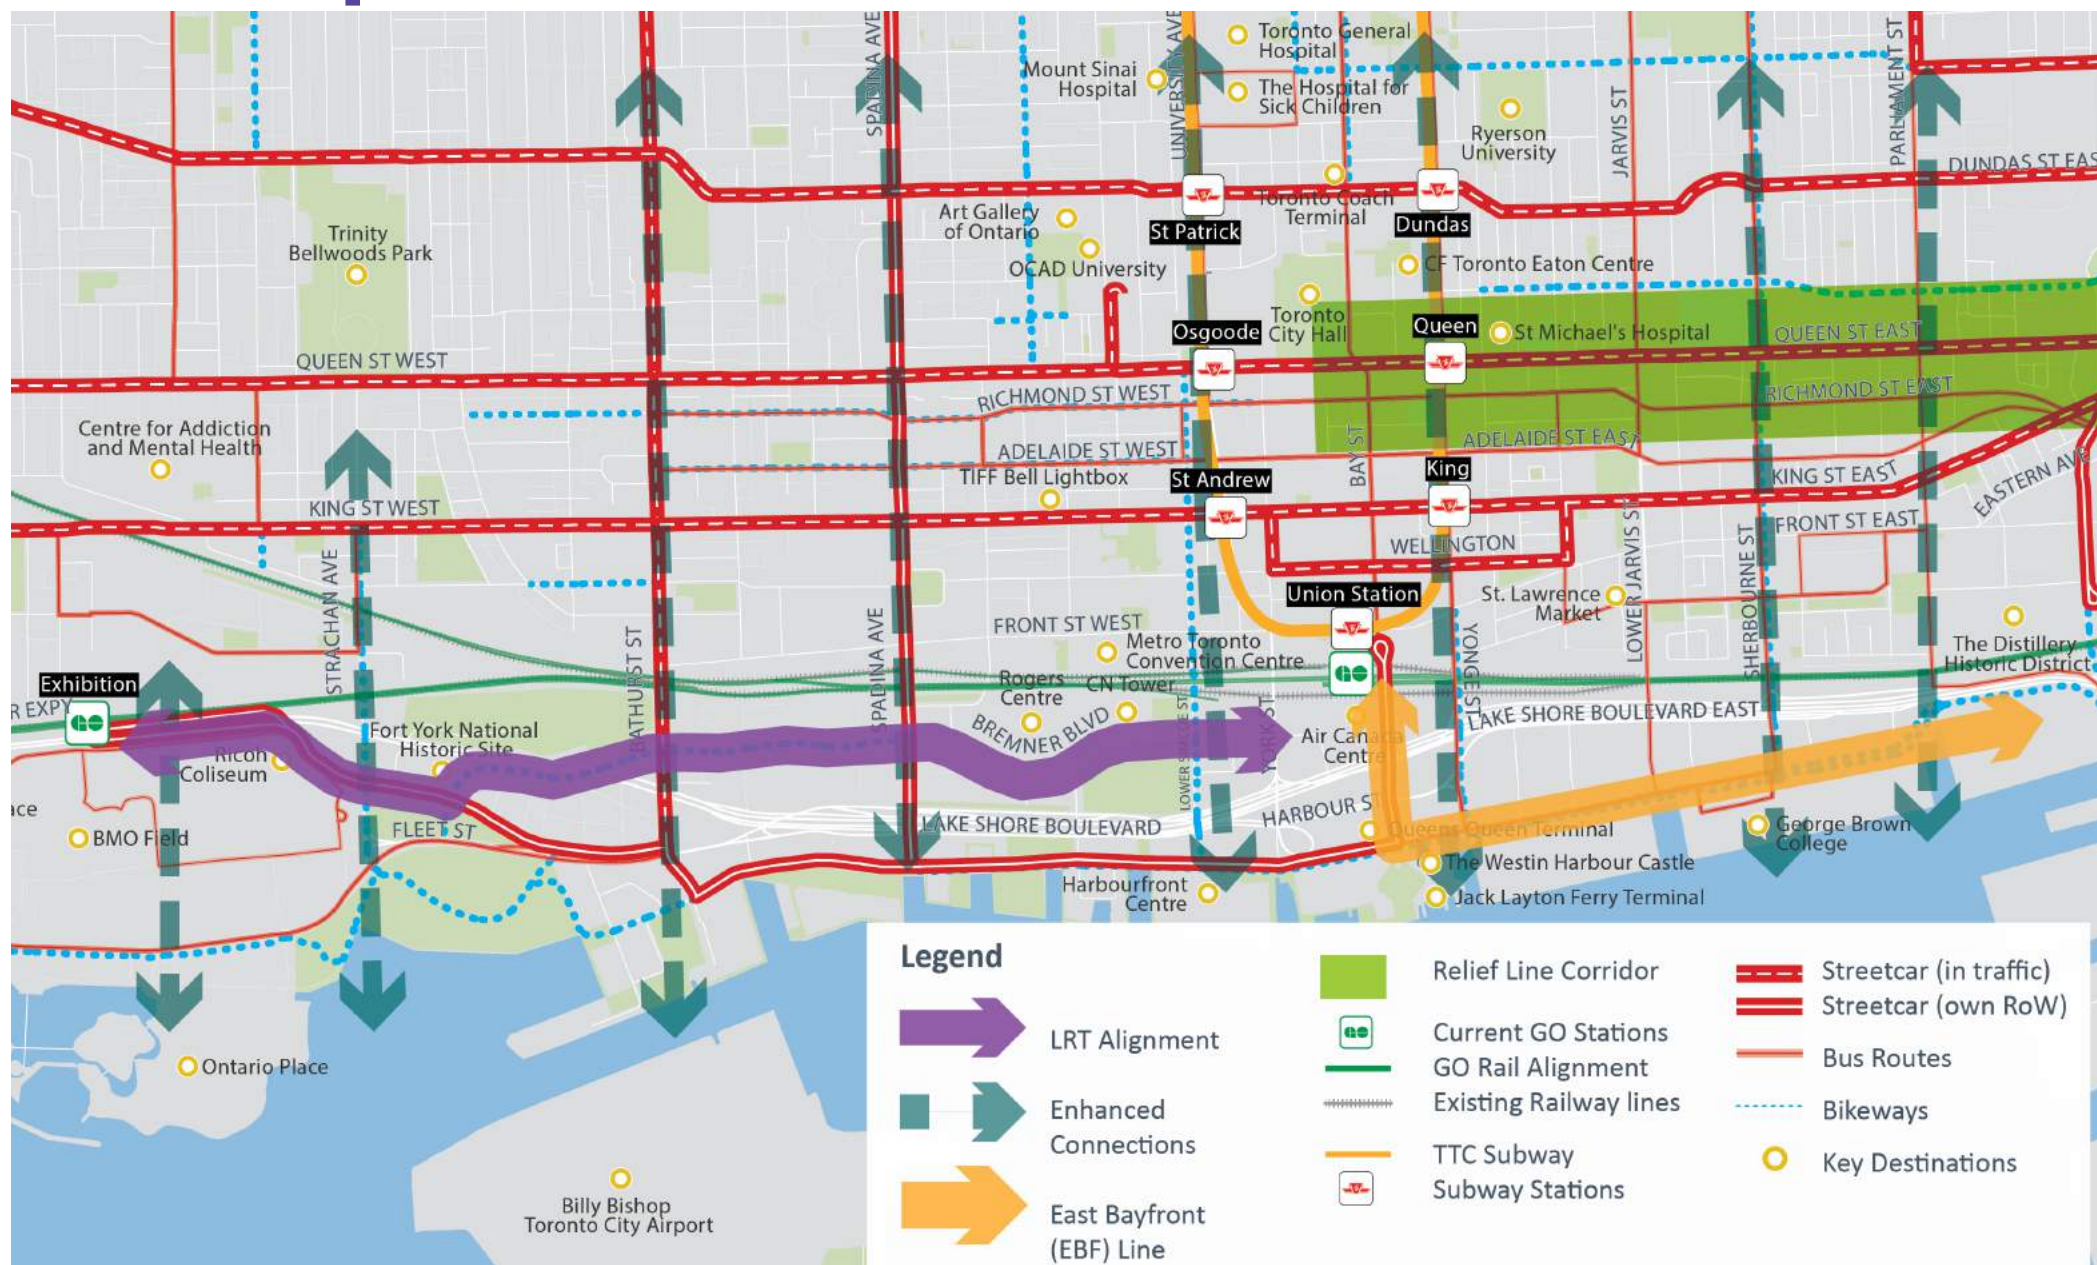 SPADINA AVE
UNIVERSITY AVE
Toronto General
Hospital
Mount Sinai
Hospital
The Hospital for
Sick Children
Ryerson
University
JARVIS ST
PARLIAMENT ST
DUNDAS ST EAS
Trinity
Bellwoods Park
Art Gallery
of Ontario
OCAD University
St Patrick
Toronto Coach
Terminal
Dundas
CF Toronto Eaton Centre
Toronto
City Hall
Osgoode
Queen
St Michael's Hospital
QUEEN ST EAST
QUEEN ST WEST
RICHMOND ST WEST
RICHMOND ST EAST
Centre for Addiction
and Mental Health
ADELAIDE ST WEST
ADELAIDE ST EAST
BAY ST
TIFF Bell Lightbox
St Andrew
King
KING ST EAST
EASTERN AVE
KING ST WEST
FRONT ST EAST
WELLINGTON
STRACHAN AVE
Union Station
St. Lawrence
Market
LOWER JARVIS ST
SHERBOURNE ST
BATHURST ST
SPADINA AVE
FRONT ST WEST
Metro Toronto
Convention Centre
YONGE ST
The Distillery
Historic District
Exhibition
R EXPY
Rogers
Centre
CN Tower
BREMNER BLVD
LOWER SIMCOE ST
YORK ST
LAKE SHORE BOULEVARD EAST
Fort York National
Historic Site
Ricoh
Coliseum
Air Canada
Centre
ace
BMO Field
FLEET ST
LAKE SHORE BOULEVARD
HARBOUR ST
Queens Queen Terminal
George Brown
College
The Westin Harbour Castle
Harbourfront
Centre
Jack Layton Ferry Terminal
Ontario Place
Billy Bishop
Toronto City Airport
Legend
LRT Alignment
Enhanced
Connections
East Bayfront
(EBF) Line
Relief Line Corridor
Current GO Stations
GO Rail Alignment
Existing Railway lines
TTC Subway
Subway Stations
Streetcar (in traffic)
Streetcar (own RoW)
Bus Routes
Bikeways
Key Destinations